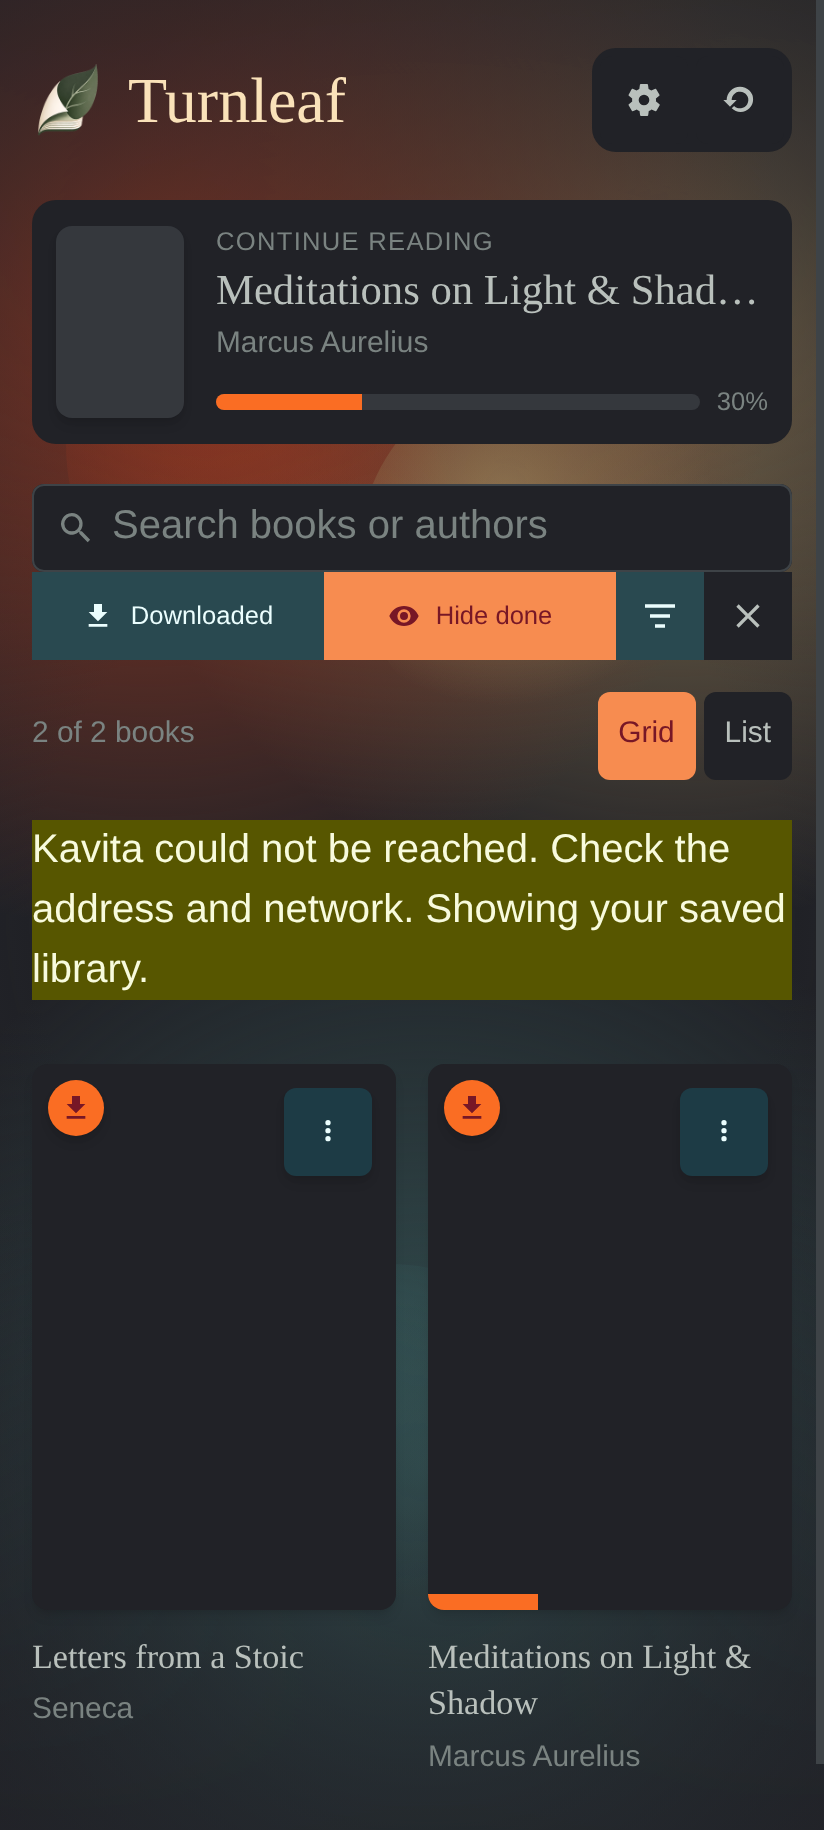 Turnleaf
CONTINUE READING
Meditations on Light & Shad…
Marcus Aurelius
30%
Search books or authors
Downloaded
Hide done
2 of 2 books
Grid
List
Kavita could not be reached. Check the
address and network. Showing your saved
library.
Letters from a Stoic
Seneca
Meditations on Light &
Shadow
Marcus Aurelius